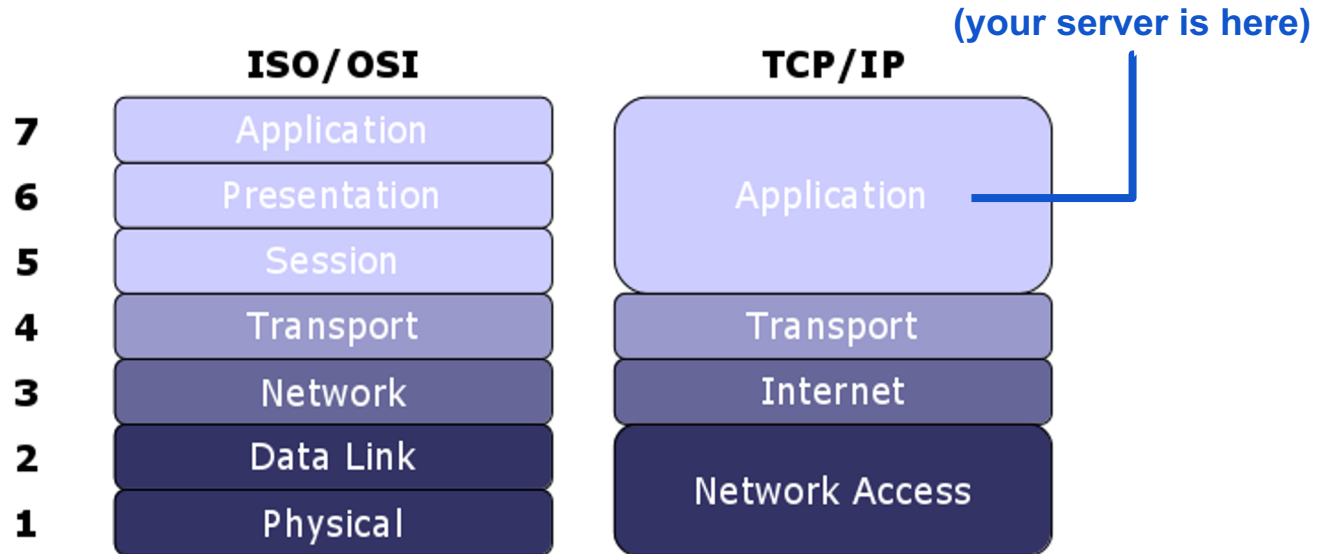 (your server is here)
ISO/OSI
TCP/IP
7
Application
6
Presentation
Application
5
Session
4
Transport
Transport
3
Network
Internet
2
Data Link
Network Access
1
Physical